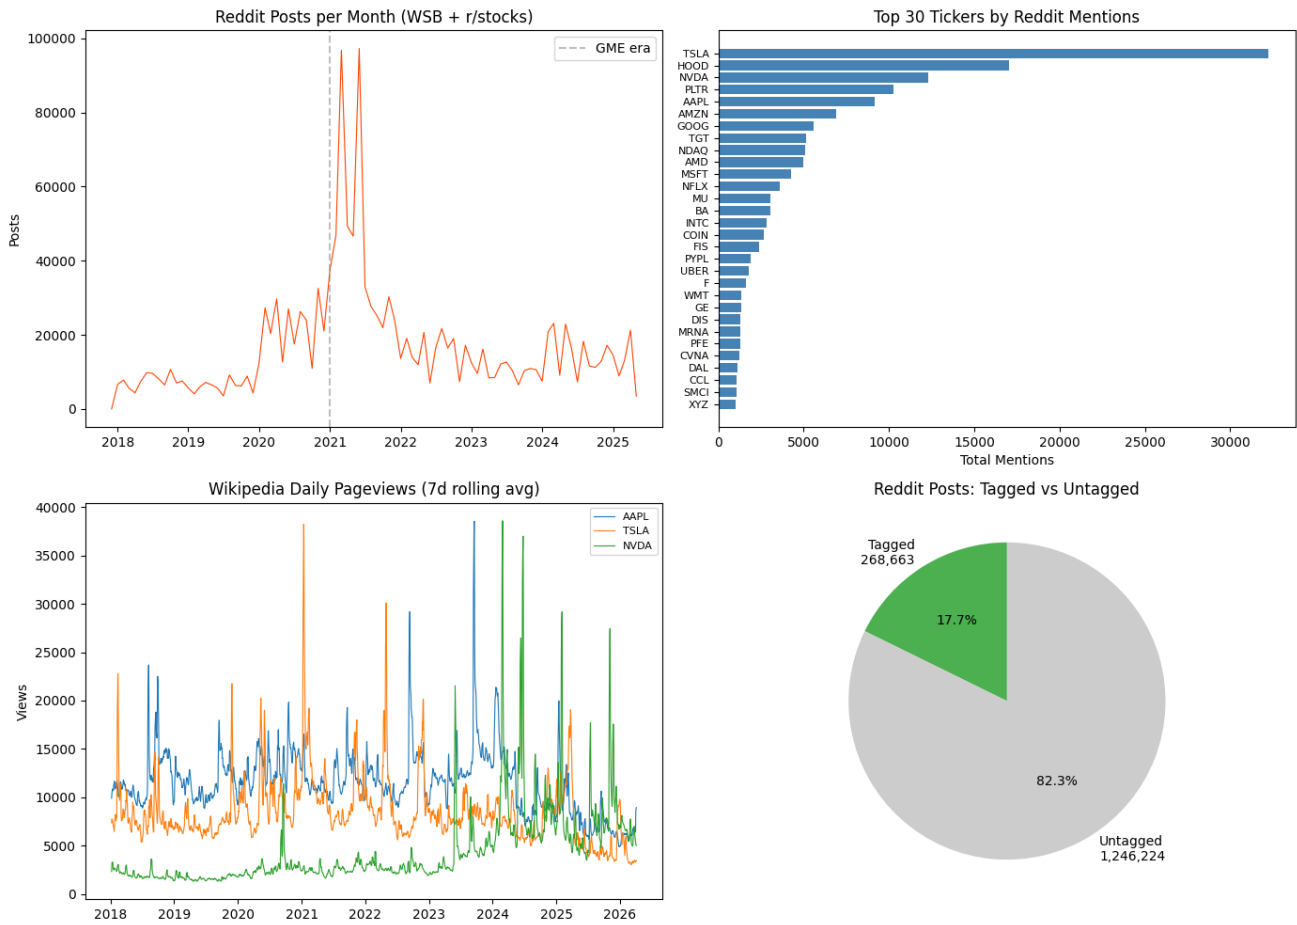 Reddit Posts per Month (WSB + r/stocks)
100000
80000
60000
40000
20000
0
Posts
GME era
2018 2019 2020 2021 2022 2023 2024 2025
Top 30 Tickers by Reddit Mentions
TSLA
HOOD
NVDA
PLTR
AAPL
AMZN
GOOG
TGT
NDAQ
AMD
MSFT
NFLX
MU
BA
INTC
COIN
FIS
PYPL
UBER
F
WMT
GE
DIS
MRNA
PFE
CVNA
DAL
CCL
SMCI
XYZ
0 5000 10000 15000 20000 25000 30000
Total Mentions
Wikipedia Daily Pageviews (7d rolling avg)
40000
35000
30000
25000
20000
15000
10000
5000
0
Views
AAPL
TSLA
NVDA
2018 2019 2020 2021 2022 2023 2024 2025 2026
Reddit Posts: Tagged vs Untagged
Tagged
268,663
17.7%
82.3%
Untagged
1,246,224